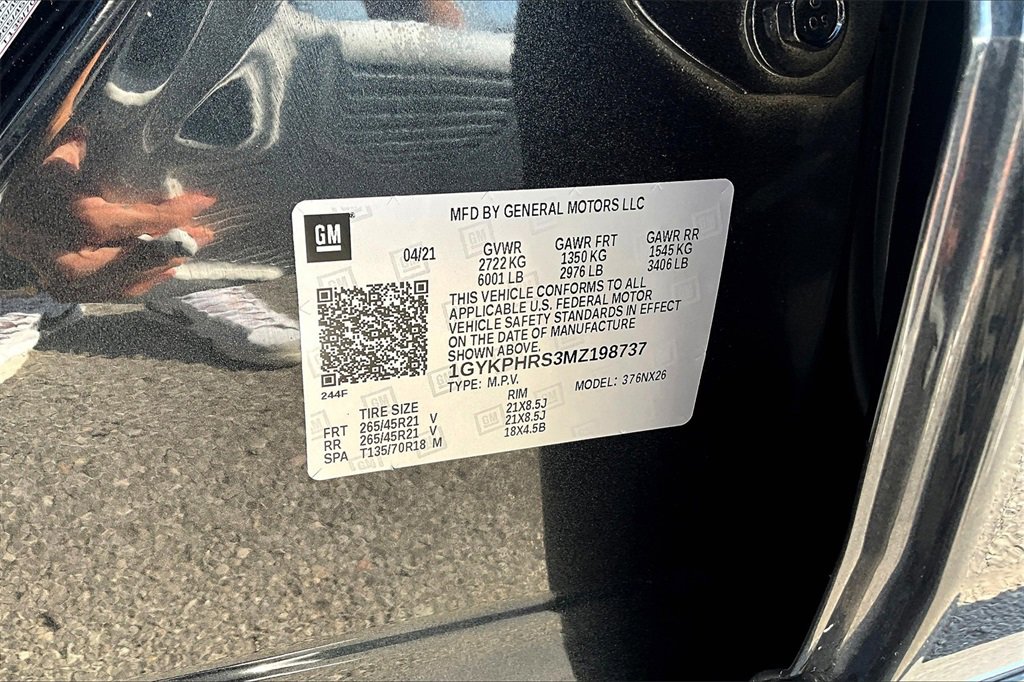 GM
MFD BY GENERAL MOTORS LLC
04/21 GVWR GAWR FRT GAWR RR
2722 KG 1350 KG 1545 KG
6001 LB 2976 LB 3406 LB
THIS VEHICLE CONFORMS TO ALL
APPLICABLE U.S. FEDERAL MOTOR
VEHICLE SAFETY STANDARDS IN EFFECT
ON THE DATE OF MANUFACTURE
SHOWN ABOVE.
1GYKPHRS3MZ198737
TYPE: M.P.V. MODEL: 376NX26
244F
TIRE SIZE RIM
FRT 265/45R21 V 21X8.5J
RR 265/45R21 V 21X8.5J
SPA T135/70R18 M 18X4.5B